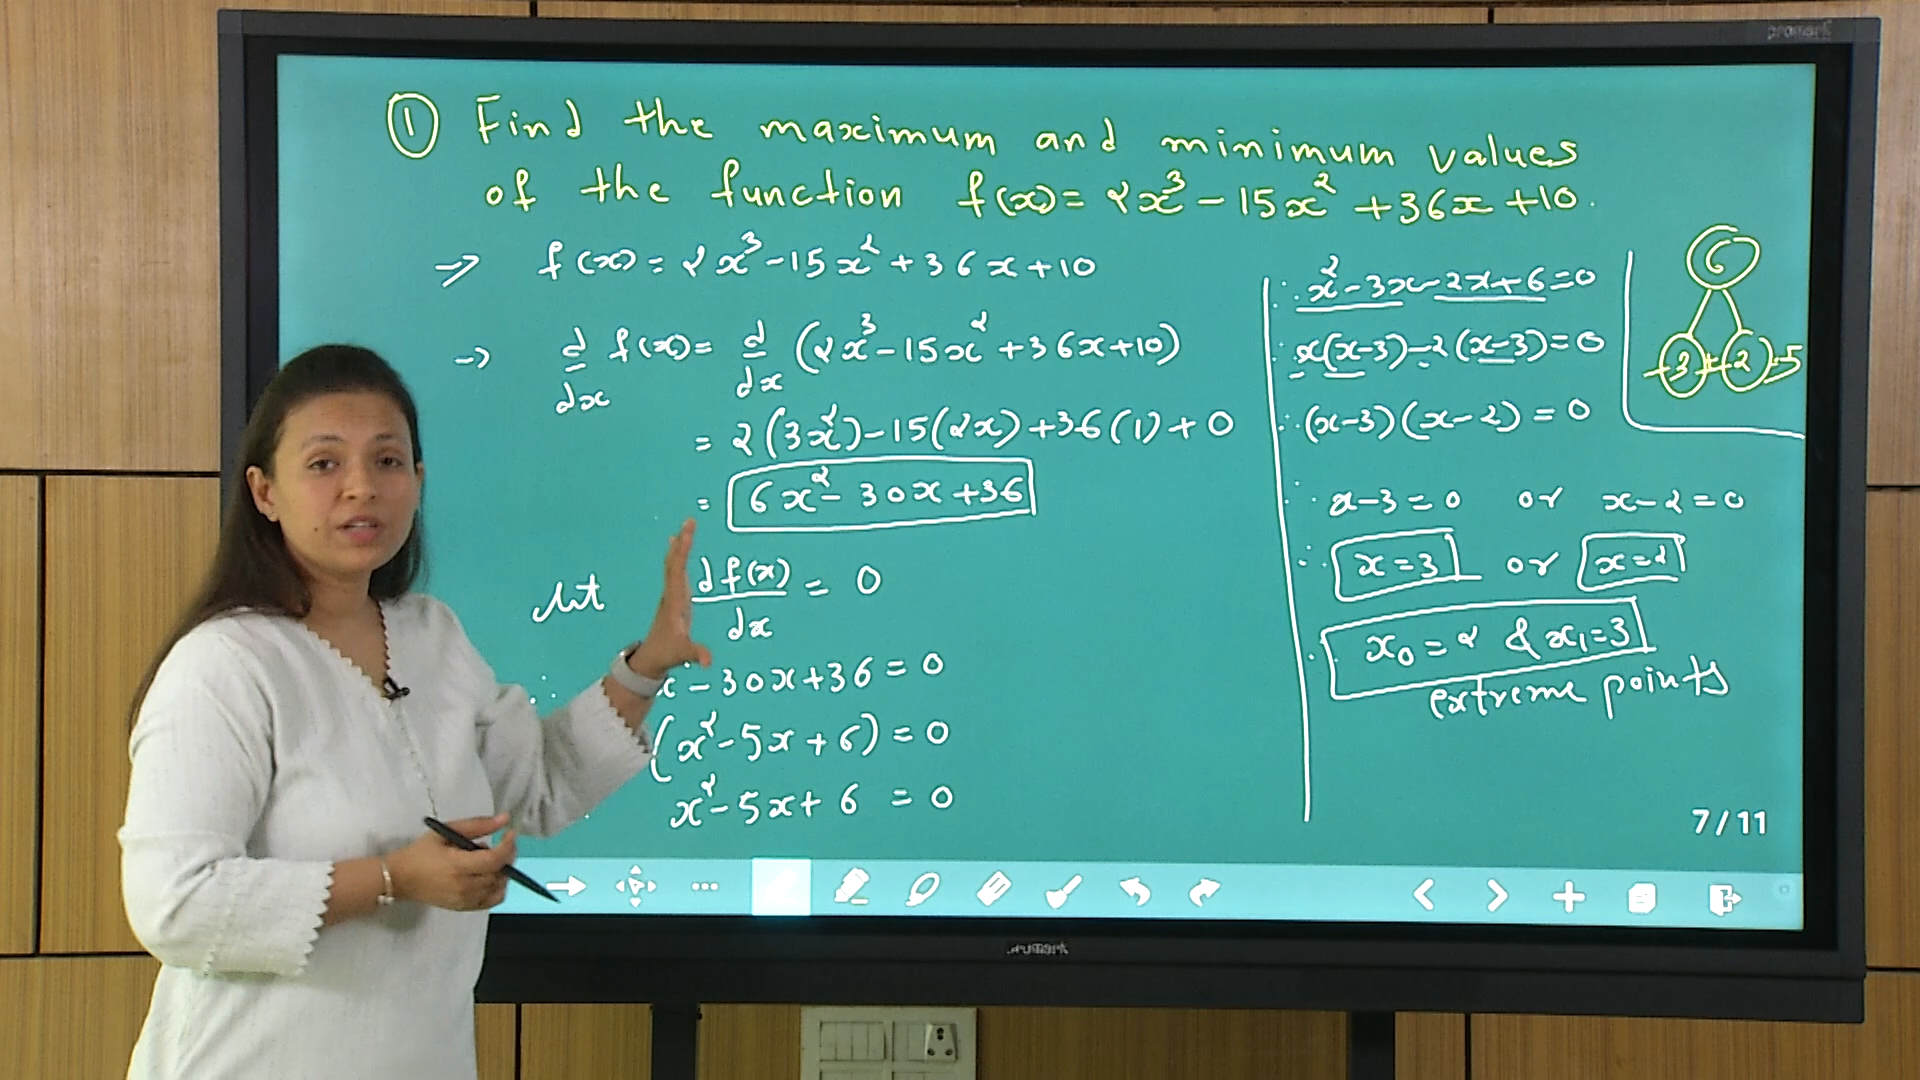 promark
① Find the maximum and minimum values
of the function f(x) = 2x³ - 15x² + 36x + 10.
=> f(x) = 2x³ - 15x² + 36x + 10
-> d/dx f(x) = d/dx (2x³ - 15x² + 36x + 10)
= 2(3x²) - 15(2x) + 36(1) + 0
= 6x² - 30x + 36
let df(x)/dx = 0
- 30x + 36 = 0
(x² - 5x + 6) = 0
x² - 5x + 6 = 0
∴ x² - 3x - 2x + 6 = 0
∴ x(x-3) - 2(x-3) = 0
∴ (x-3)(x-2) = 0
∴ x-3 = 0 or x-2 = 0
∴ x=3 or x=2
∴ x₀ = 2 & x₁ = 3
extreme points
6
-3 + -2 = -5
7/11
promark